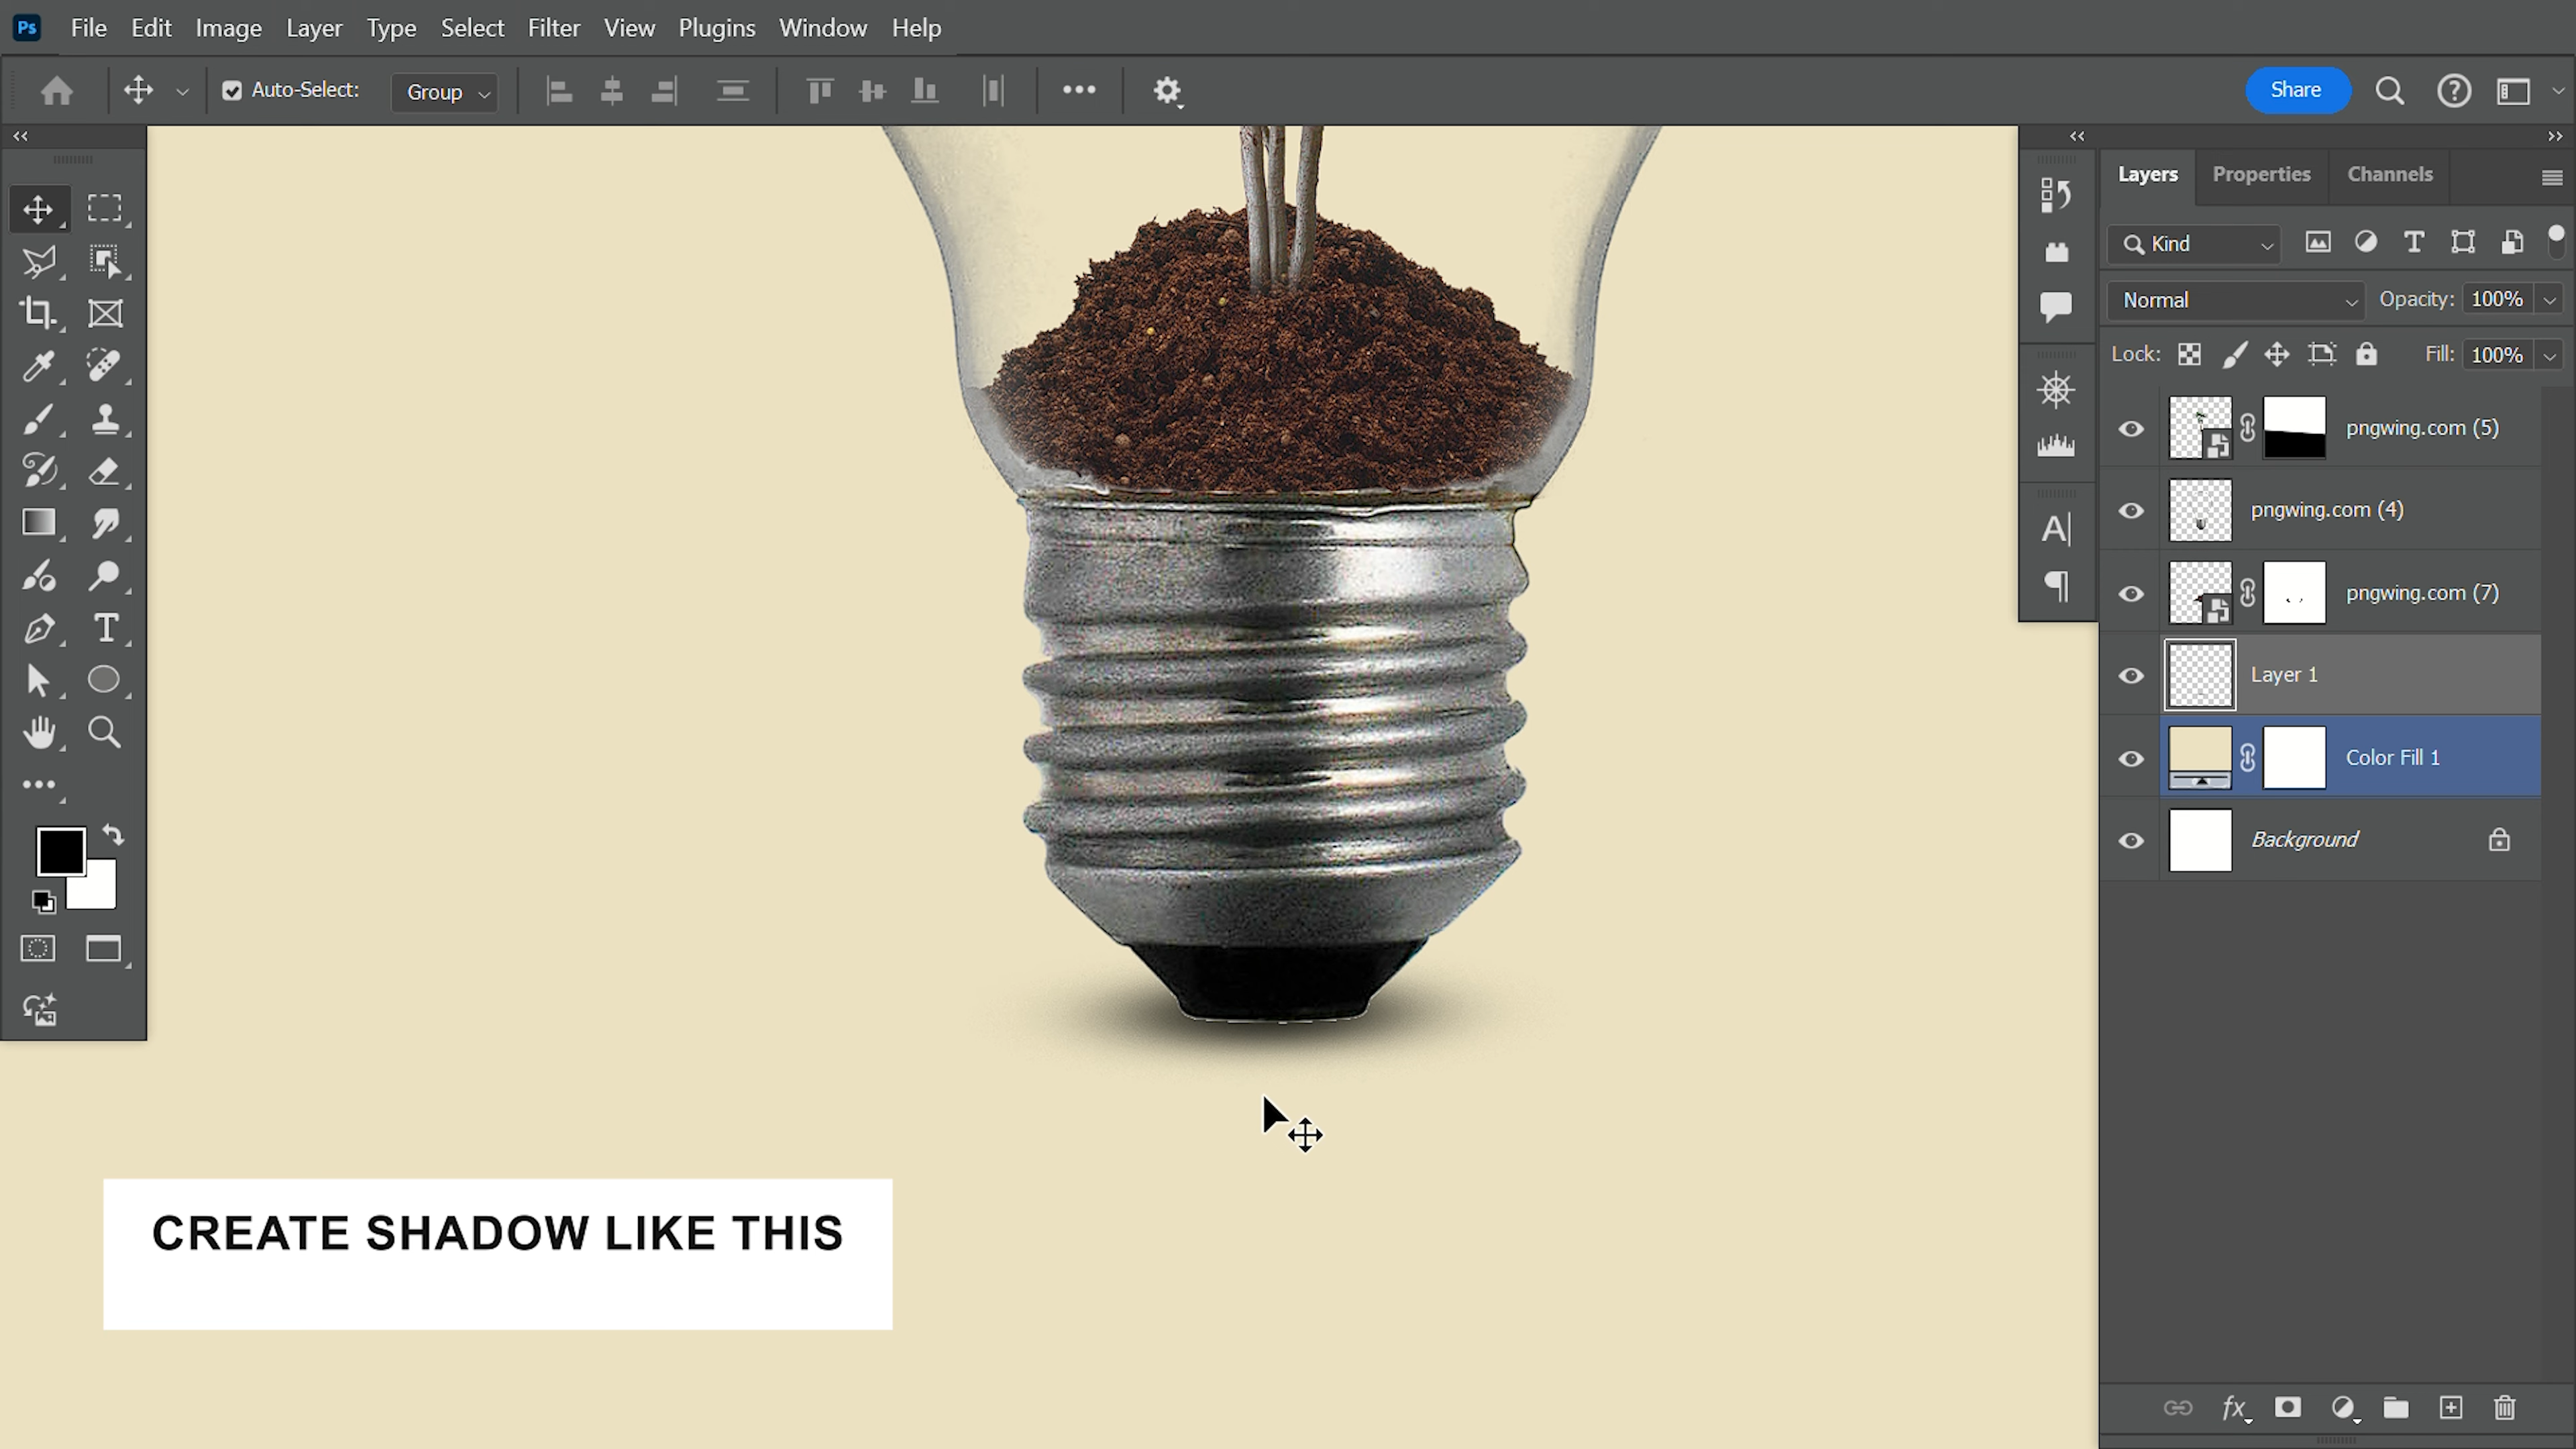 Ps File Edit Image Layer Type Select Filter View Plugins Window Help
Auto-Select: Group ••• Share
Layers Properties Channels
Kind
Normal Opacity: 100%
Lock: Fill: 100%
pngwing.com (5)
pngwing.com (4)
pngwing.com (7)
Layer 1
Color Fill 1
Background
fx
CREATE SHADOW LIKE THIS